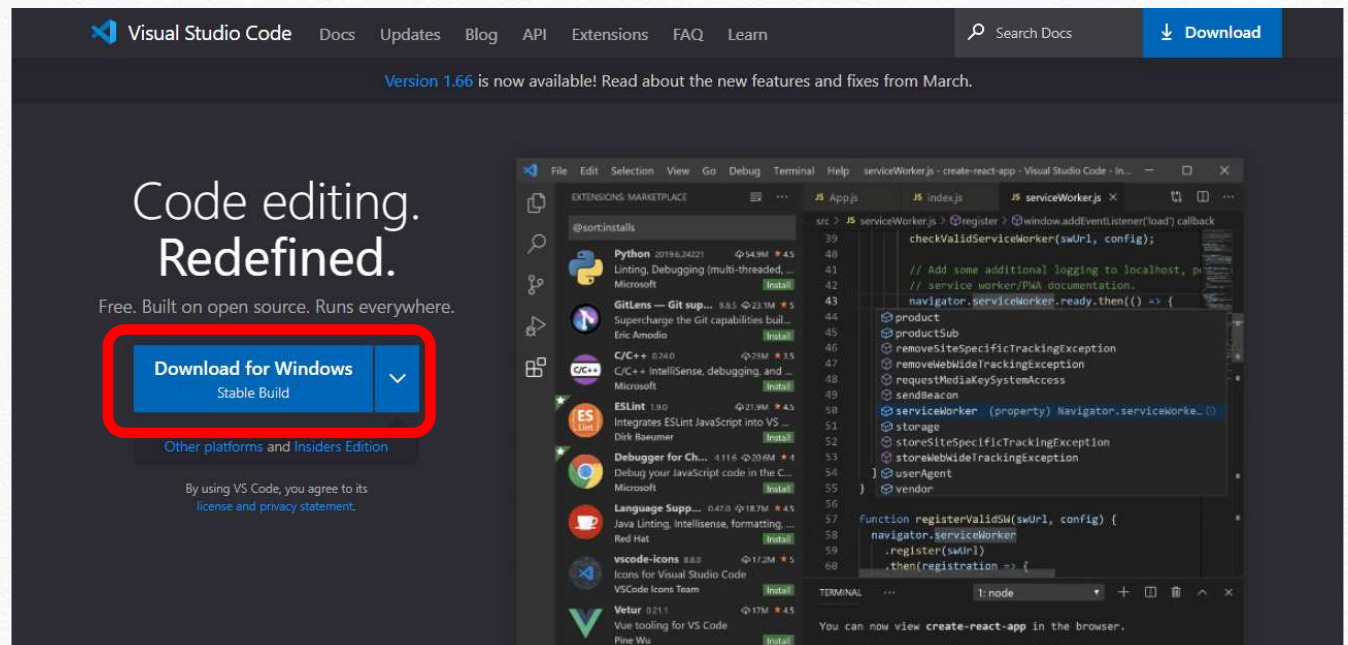 Visual Studio Code Docs Updates Blog API Extensions FAQ Learn Search Docs Download
Version 1.66 is now available! Read about the new features and fixes from March.
Code editing.
Redefined.
Free. Built on open source. Runs everywhere.
Download for Windows
Stable Build
Other platforms and Insiders Edition
By using VS Code, you agree to its
license and privacy statement.
File Edit Selection View Go Debug Terminal Help serviceWorker.js - create-react-app - Visual Studio Code - In...
EXTENSIONS: MARKETPLACE
@sort:installs
Python 2019.6.24221 54.9M ★ 4.5
Linting, Debugging (multi-threaded, ...
Microsoft Install
GitLens — Git sup... 9.8.5 23.1M ★ 5
Supercharge the Git capabilities buil...
Eric Amodio Install
C/C++ 0.24.0 23M ★ 3.5
C/C++ IntelliSense, debugging, and ...
Microsoft Install
ESLint 1.9.0 21.9M ★ 4.5
Integrates ESLint JavaScript into VS ...
Dirk Baeumer Install
Debugger for Ch... 4.11.6 20.6M ★ 4
Debug your JavaScript code in the C...
Microsoft Install
Language Supp... 0.47.0 18.7M ★ 4.5
Java Linting, Intellisense, formatting, ...
Red Hat Install
vscode-icons 8.8.0 17.2M ★ 5
Icons for Visual Studio Code
VSCode Icons Team Install
Vetur 0.21.1 17M ★ 4.5
Vue tooling for VS Code
Pine Wu Install
JS App.js JS index.js JS serviceWorker.js
src > JS serviceWorker.js > register > window.addEventListener('load') callback
39 checkValidServiceWorker(swUrl, config);
40
41 // Add some additional logging to localhost, p
42 // service worker/PWA documentation.
43 navigator.serviceWorker.ready.then(() => {
44 product
45 productSub
46 removeSiteSpecificTrackingException
47 removeWebWideTrackingException
48 requestMediaKeySystemAccess
49 sendBeacon
50 serviceWorker (property) Navigator.serviceWorke...
51 storage
52 storeSiteSpecificTrackingException
53 storeWebWideTrackingException
54 } userAgent
55 } vendor
56
57 function registerValidSW(swUrl, config) {
58 navigator.serviceWorker
59 .register(swUrl)
60 .then(registration => {
TERMINAL ... 1: node
You can now view create-react-app in the browser.